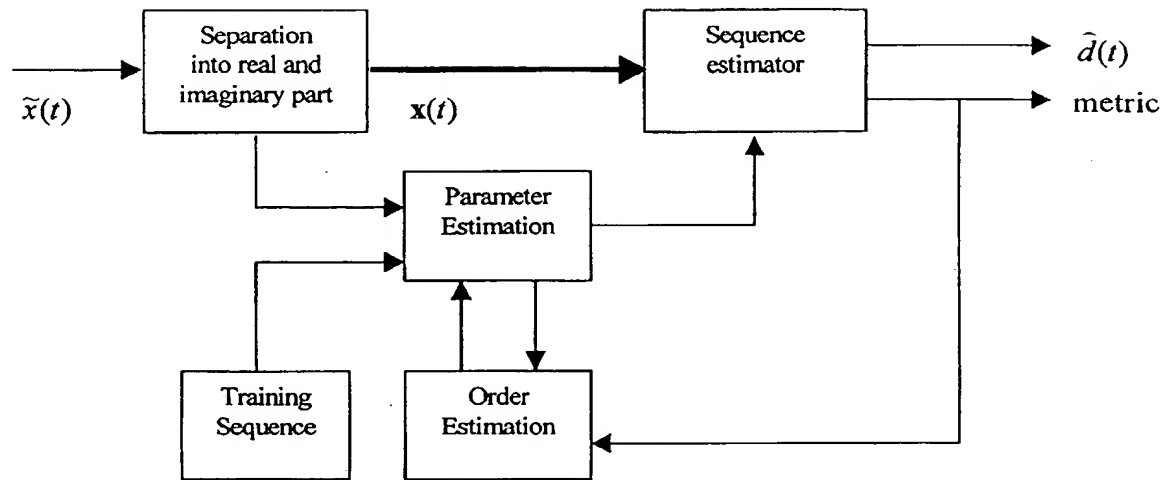 Separation
into real and
imaginary part
Sequence
estimator
d̂(t)
x̃(t)
x(t)
metric
Parameter
Estimation
Training
Sequence
Order
Estimation